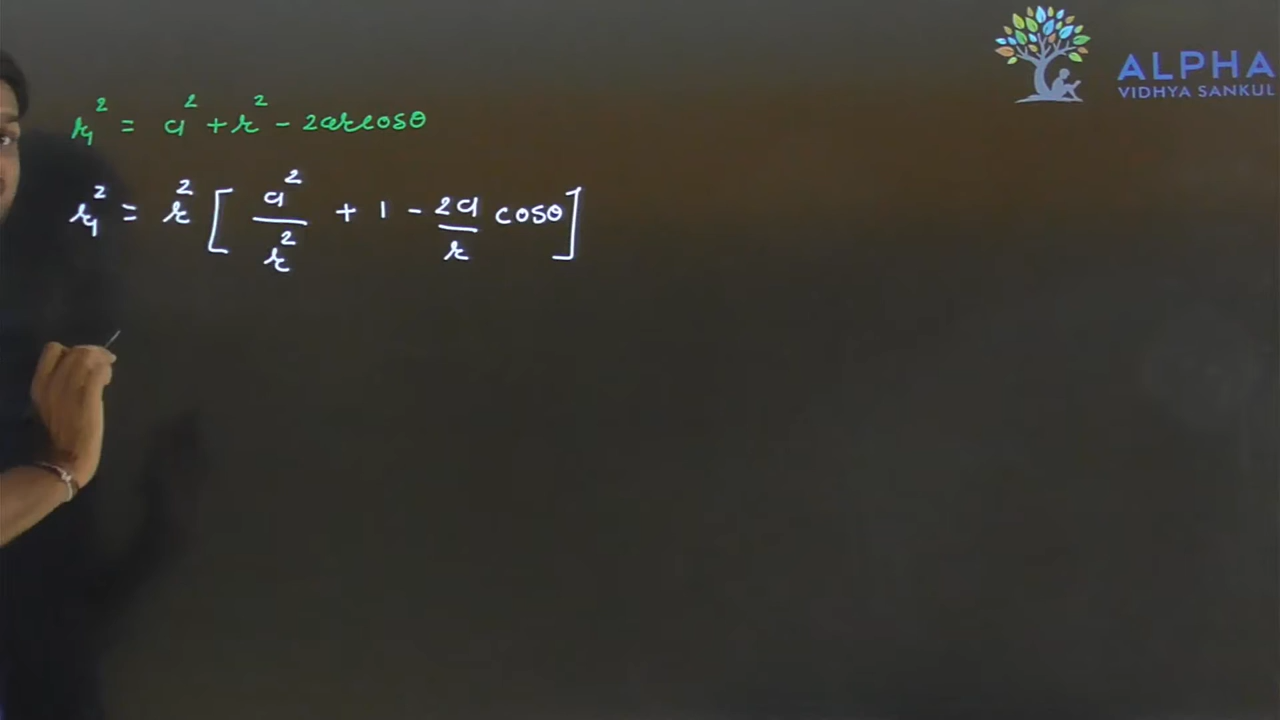 ALPHA
VIDHYA SANKUL
r₁² = a² + r² - 2ar cosθ
r₁² = r² [ a²/r² + 1 - 2a/r cosθ ]